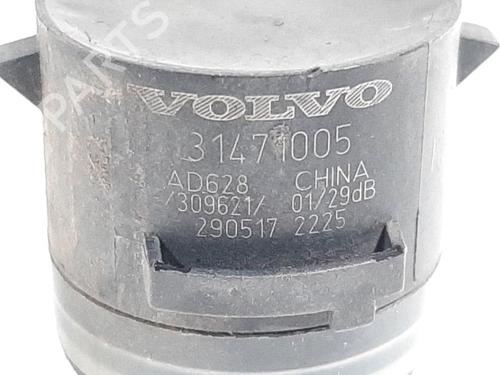 VOLVO
31471005
AD628 CHINA
/309621/ 01/29dB
290517 2225
PARTS